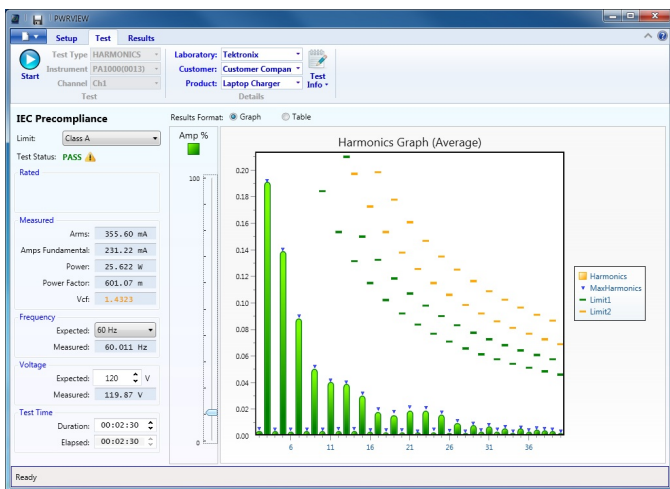 PWRVIEW
Setup Test Results
Start
Test Type HARMONICS
Instrument PA1000(0013)
Channel Ch1
Test
Laboratory: Tektronix
Customer: Customer Compan
Product: Laptop Charger
Test Info
Details
IEC Precompliance
Limit: Class A
Test Status: PASS
Rated
Measured
Arms: 355.60 mA
Amps Fundamental: 231.22 mA
Power: 25.622 W
Power Factor: 601.07 m
Vcf: 1.4323
Frequency
Expected: 60 Hz
Measured: 60.011 Hz
Voltage
Expected: 120 V
Measured: 119.87 V
Test Time
Duration: 00:02:30
Elapsed: 00:02:30
Results Format: Graph Table
Amp %
100
0
Harmonics Graph (Average)
0.20
0.18
0.16
0.14
0.12
0.10
0.08
0.06
0.04
0.02
0.00
6 11 16 21 26 31 36
Harmonics
MaxHarmonics
Limit1
Limit2
Ready